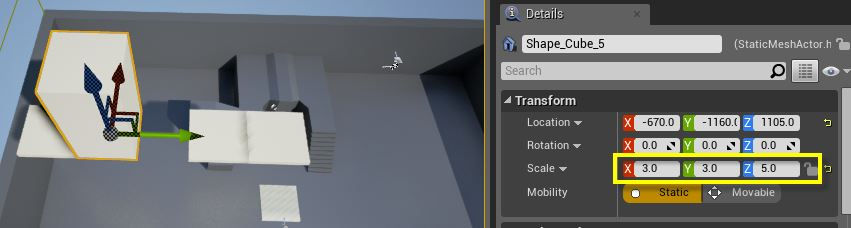 Details
Shape_Cube_5
(StaticMeshActor.h
Search
Transform
Location X -670.0 Y -1160.( Z 1105.0
Rotation X 0.0 Y 0.0 Z 0.0
Scale X 3.0 Y 3.0 Z 5.0
Mobility Static Movable